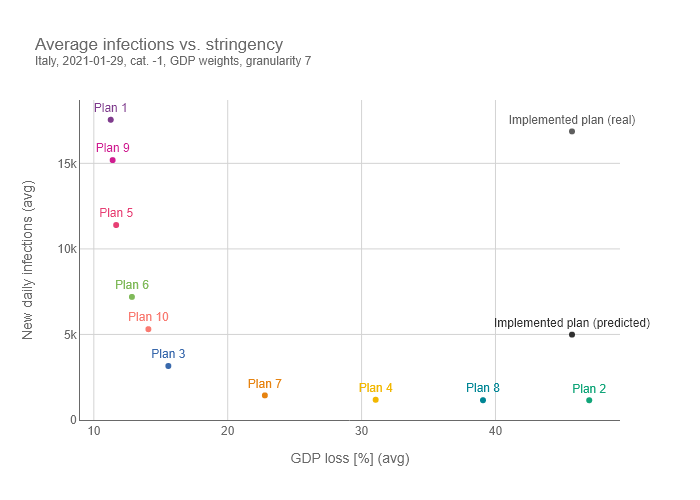 Average infections vs. stringency
Italy, 2021-01-29, cat. -1, GDP weights, granularity 7
Plan 1
Implemented plan (real)
Plan 9
15k
Plan 5
10k
Plan 6
Plan 10
Implemented plan (predicted)
5k
Plan 3
Plan 7
Plan 4
Plan 8
Plan 2
0
10
20
30
40
New daily infections (avg)
GDP loss [%] (avg)